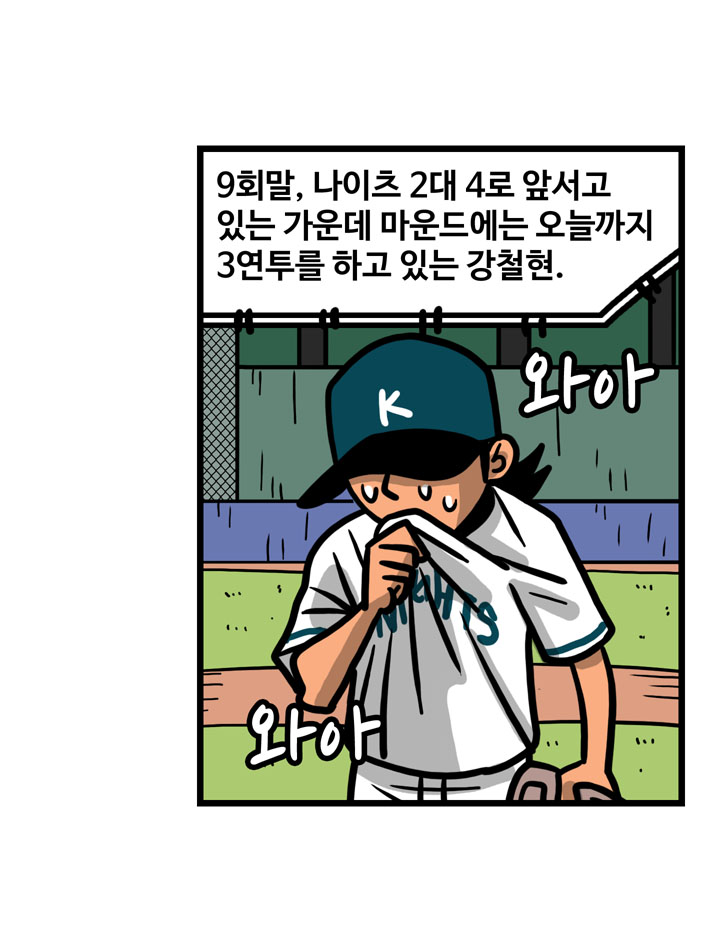 9회말, 나이츠 2대 4로 앞서고
있는 가운데 마운드에는 오늘까지
3연투를 하고 있는 강철현.
와아
K
KNIGHTS
와아